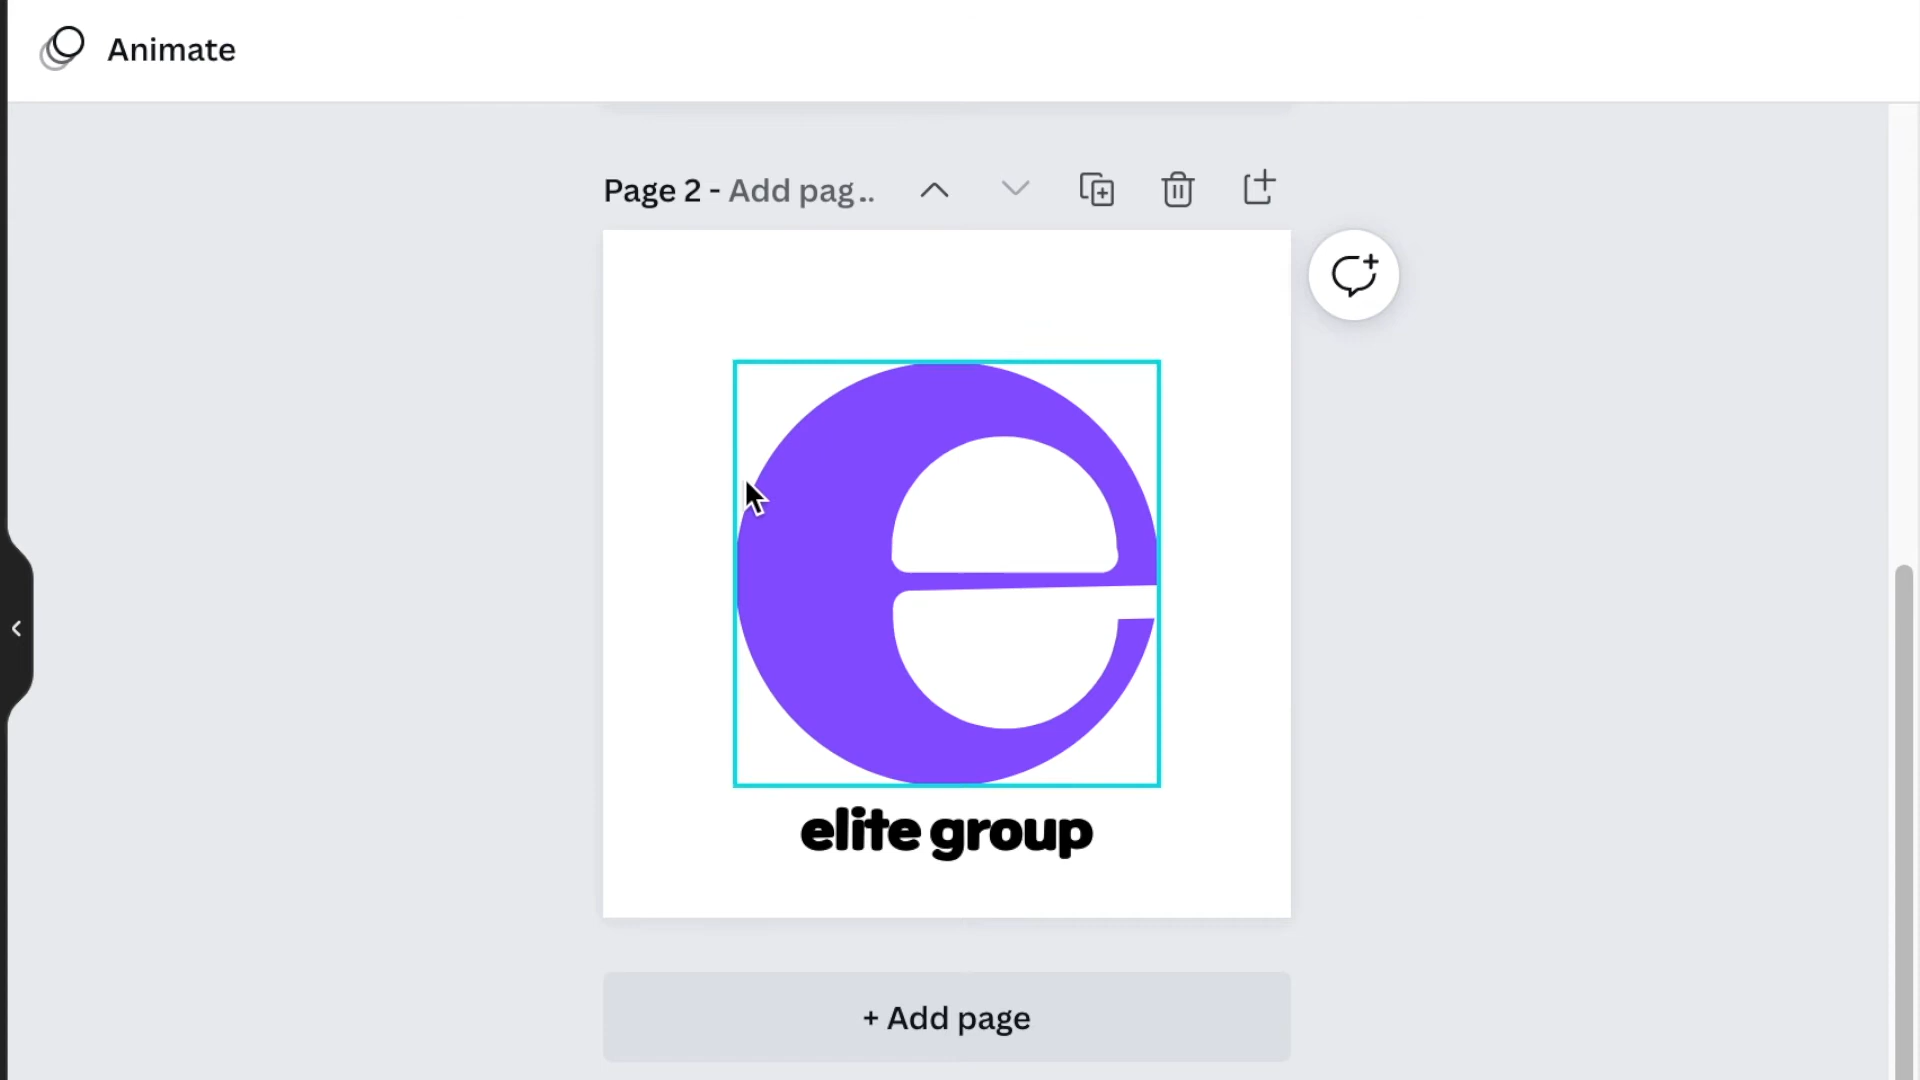 Animate
Page 2 - Add pag..
e
elite group
+ Add page